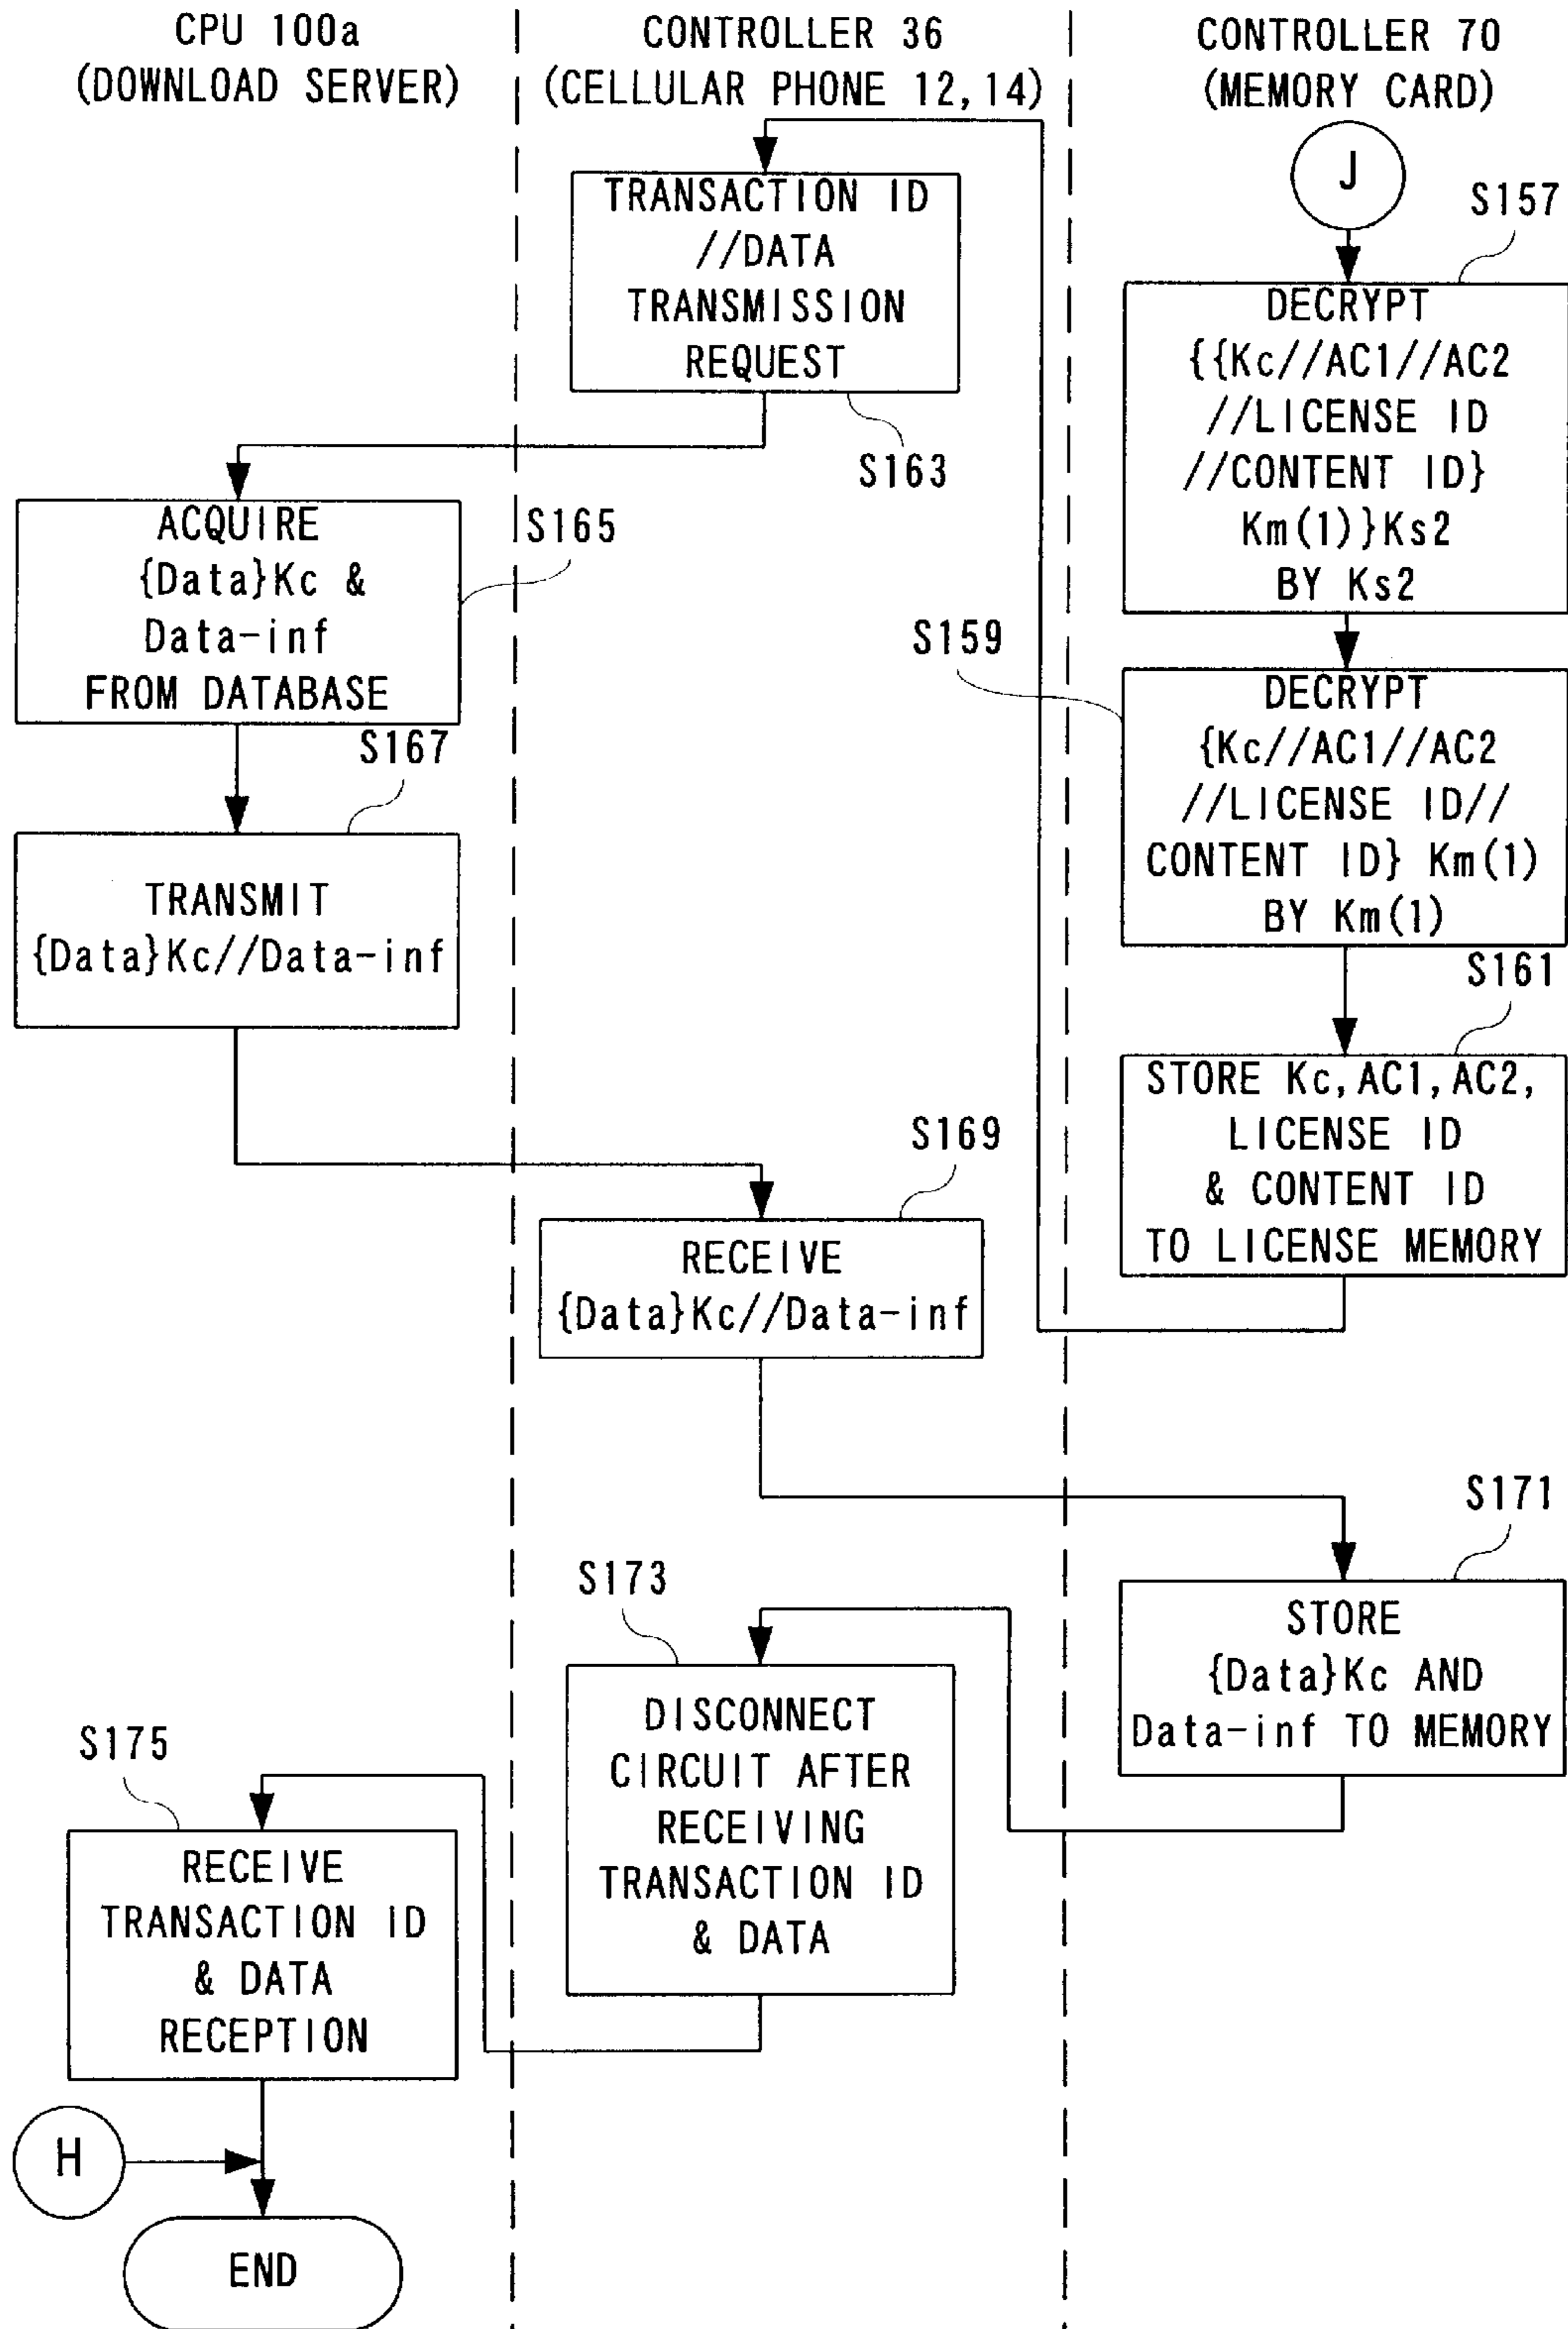 CPU 100a
(DOWNLOAD SERVER)
CONTROLLER 36
(CELLULAR PHONE 12,14)
CONTROLLER 70
(MEMORY CARD)
J
S157
DECRYPT
{{Kc//AC1//AC2
//LICENSE ID
//CONTENT ID}
Km(1)}Ks2
BY Ks2
S159
DECRYPT
{Kc//AC1//AC2
//LICENSE ID//
CONTENT ID} Km(1)
BY Km(1)
S161
STORE Kc,AC1,AC2,
LICENSE ID
& CONTENT ID
TO LICENSE MEMORY
TRANSACTION ID
//DATA
TRANSMISSION
REQUEST
S163
ACQUIRE
{Data}Kc &
Data-inf
FROM DATABASE
S165
S167
TRANSMIT
{Data}Kc//Data-inf
S169
RECEIVE
{Data}Kc//Data-inf
S171
STORE
{Data}Kc AND
Data-inf TO MEMORY
S173
DISCONNECT
CIRCUIT AFTER
RECEIVING
TRANSACTION ID
& DATA
S175
RECEIVE
TRANSACTION ID
& DATA
RECEPTION
H
END